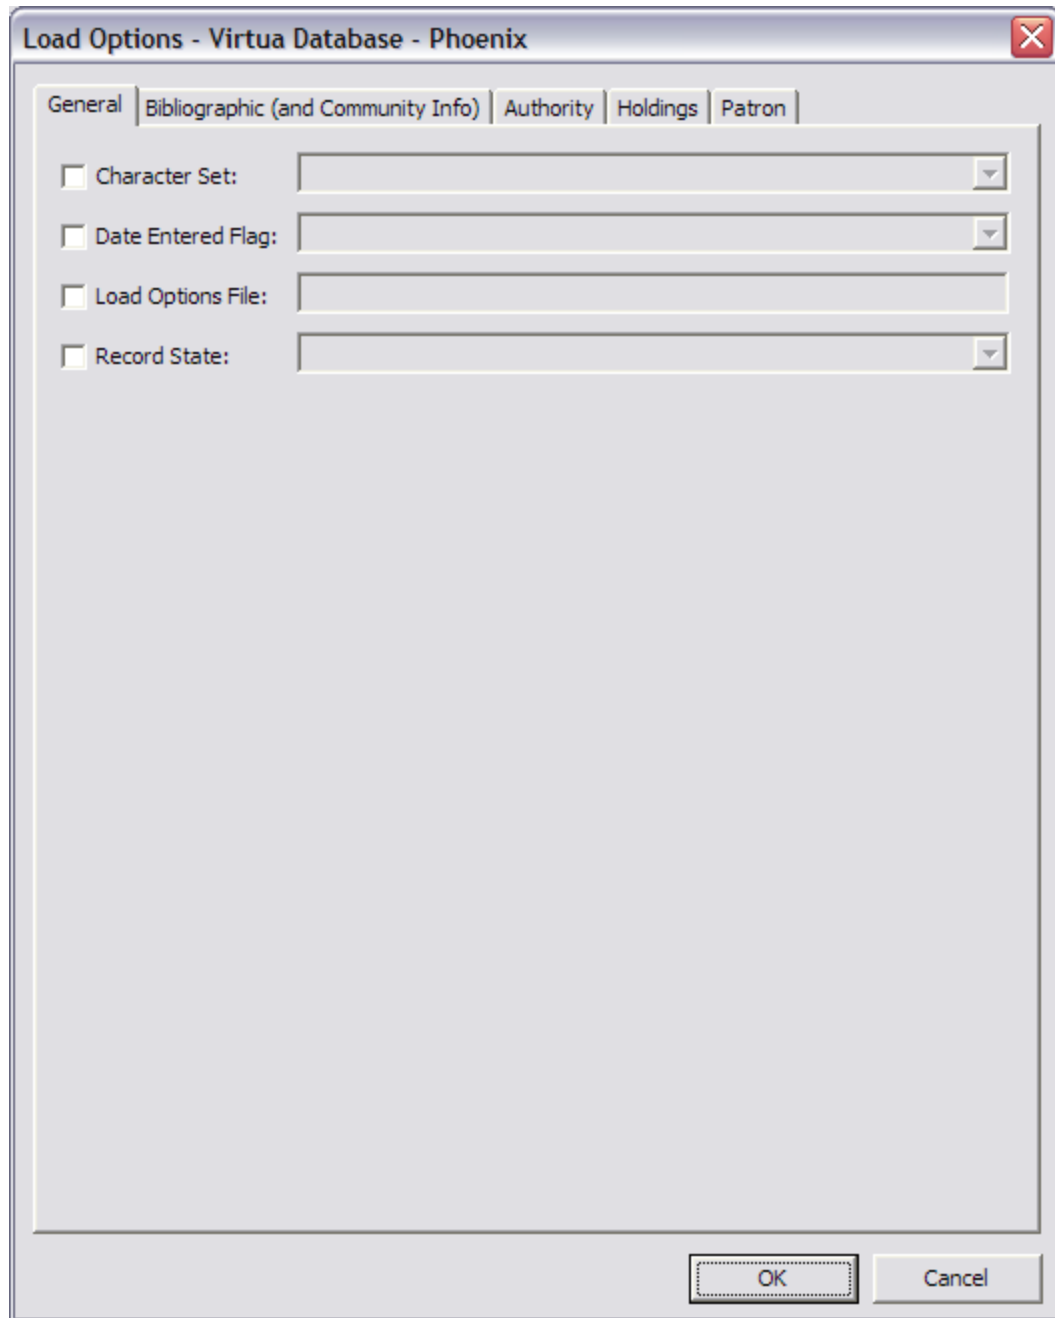 Load Options - Virtua Database - Phoenix
General Bibliographic (and Community Info) Authority Holdings Patron
Character Set:
Date Entered Flag:
Load Options File:
Record State:
OK Cancel